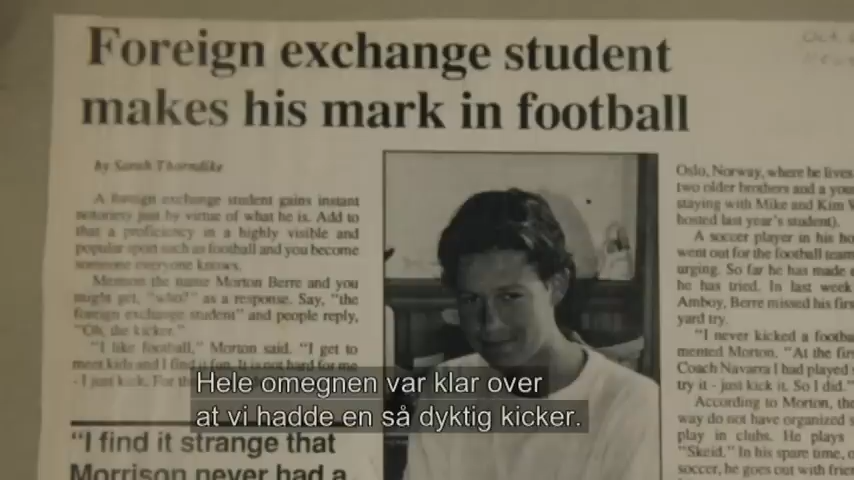 Foreign exchange student
makes his mark in football
by Sarah Thorndike
A foreign exchange student gains instant
notoriety just by virtue of what he is. Add to
that a proficiency in a highly visible and
popular sport such as football and you become
someone everyone knows.
Mention the name Morton Berre and you
might get, "who?" as a response. Say, "the
foreign exchange student" and people reply,
"Oh, the kicker."
"I like football," Morton said. "I get to
meet kids and I find it fun. It is not hard for me
- I just kick. For th
"I find it strange that
Morrison never had a
Oslo, Norway, where he lives
two older brothers and a you
staying with Mike and Kim V
hosted last year's student).
A soccer player in his ho
went out for the football team
urging. So far he has made
he has tried. In last week
Amboy, Berre missed his firs
yard try.
"I never kicked a footba
mented Morton. "At the fir
Coach Navarra I had played
try it - just kick it. So I did."
According to Morton, the
way do not have organized s
play in clubs. He plays
"Skeid." In his spare time,
soccer, he goes out with frie
Hele omegnen var klar over
at vi hadde en så dyktig kicker.